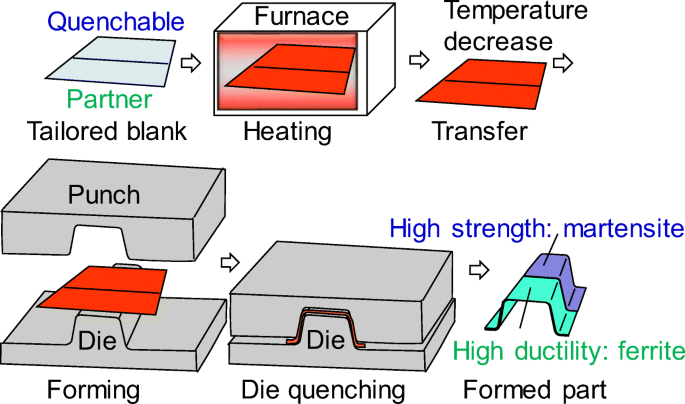 Quenchable
Partner
Tailored blank
Furnace
Heating
Temperature
decrease
Transfer
Punch
Die
Forming
Die
Die quenching
High strength: martensite
High ductility: ferrite
Formed part